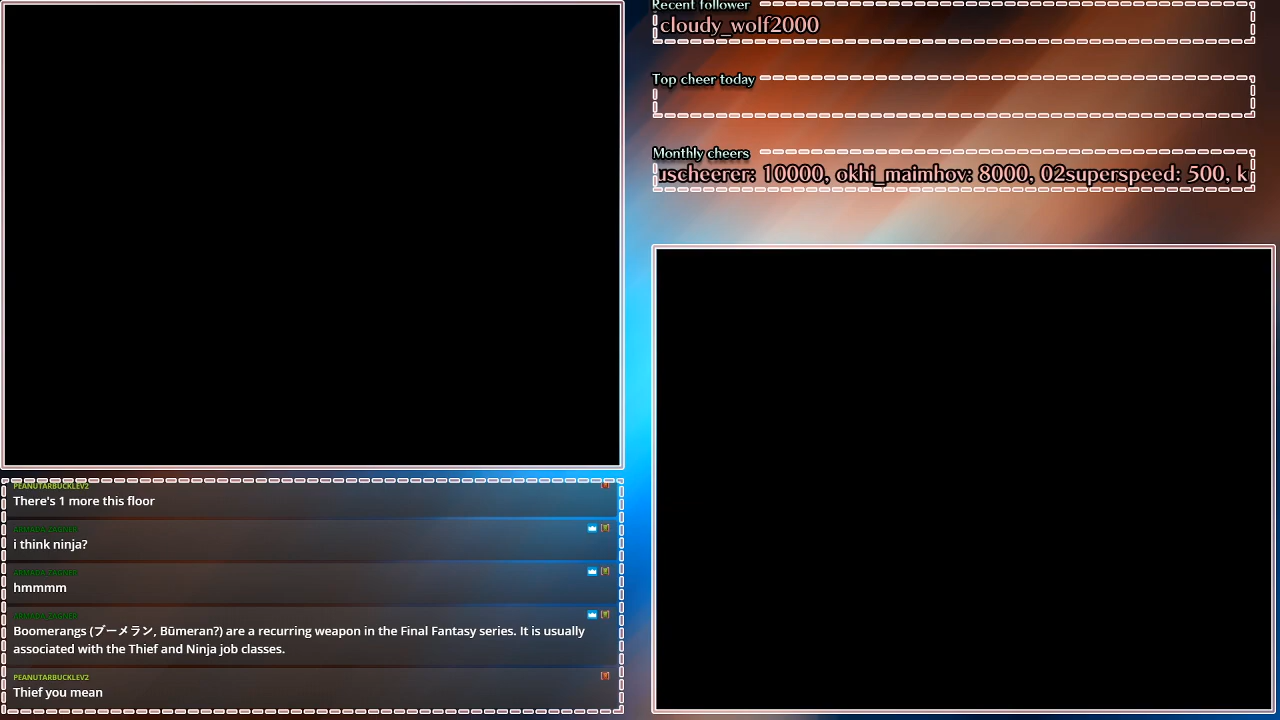 Recent follower
cloudy_wolf2000
Top cheer today
Monthly cheers
uscheerer: 10000, okhi_maimhov: 8000, 02superspeed: 500, k
PEANUTARBUCKLEV2
There's 1 more this floor
i think ninja?
hmmmm
Boomerangs (ブーメラン, Būmeran?) are a recurring weapon in the Final Fantasy series. It is usually
associated with the Thief and Ninja job classes.
PEANUTARBUCKLEV2
Thief you mean